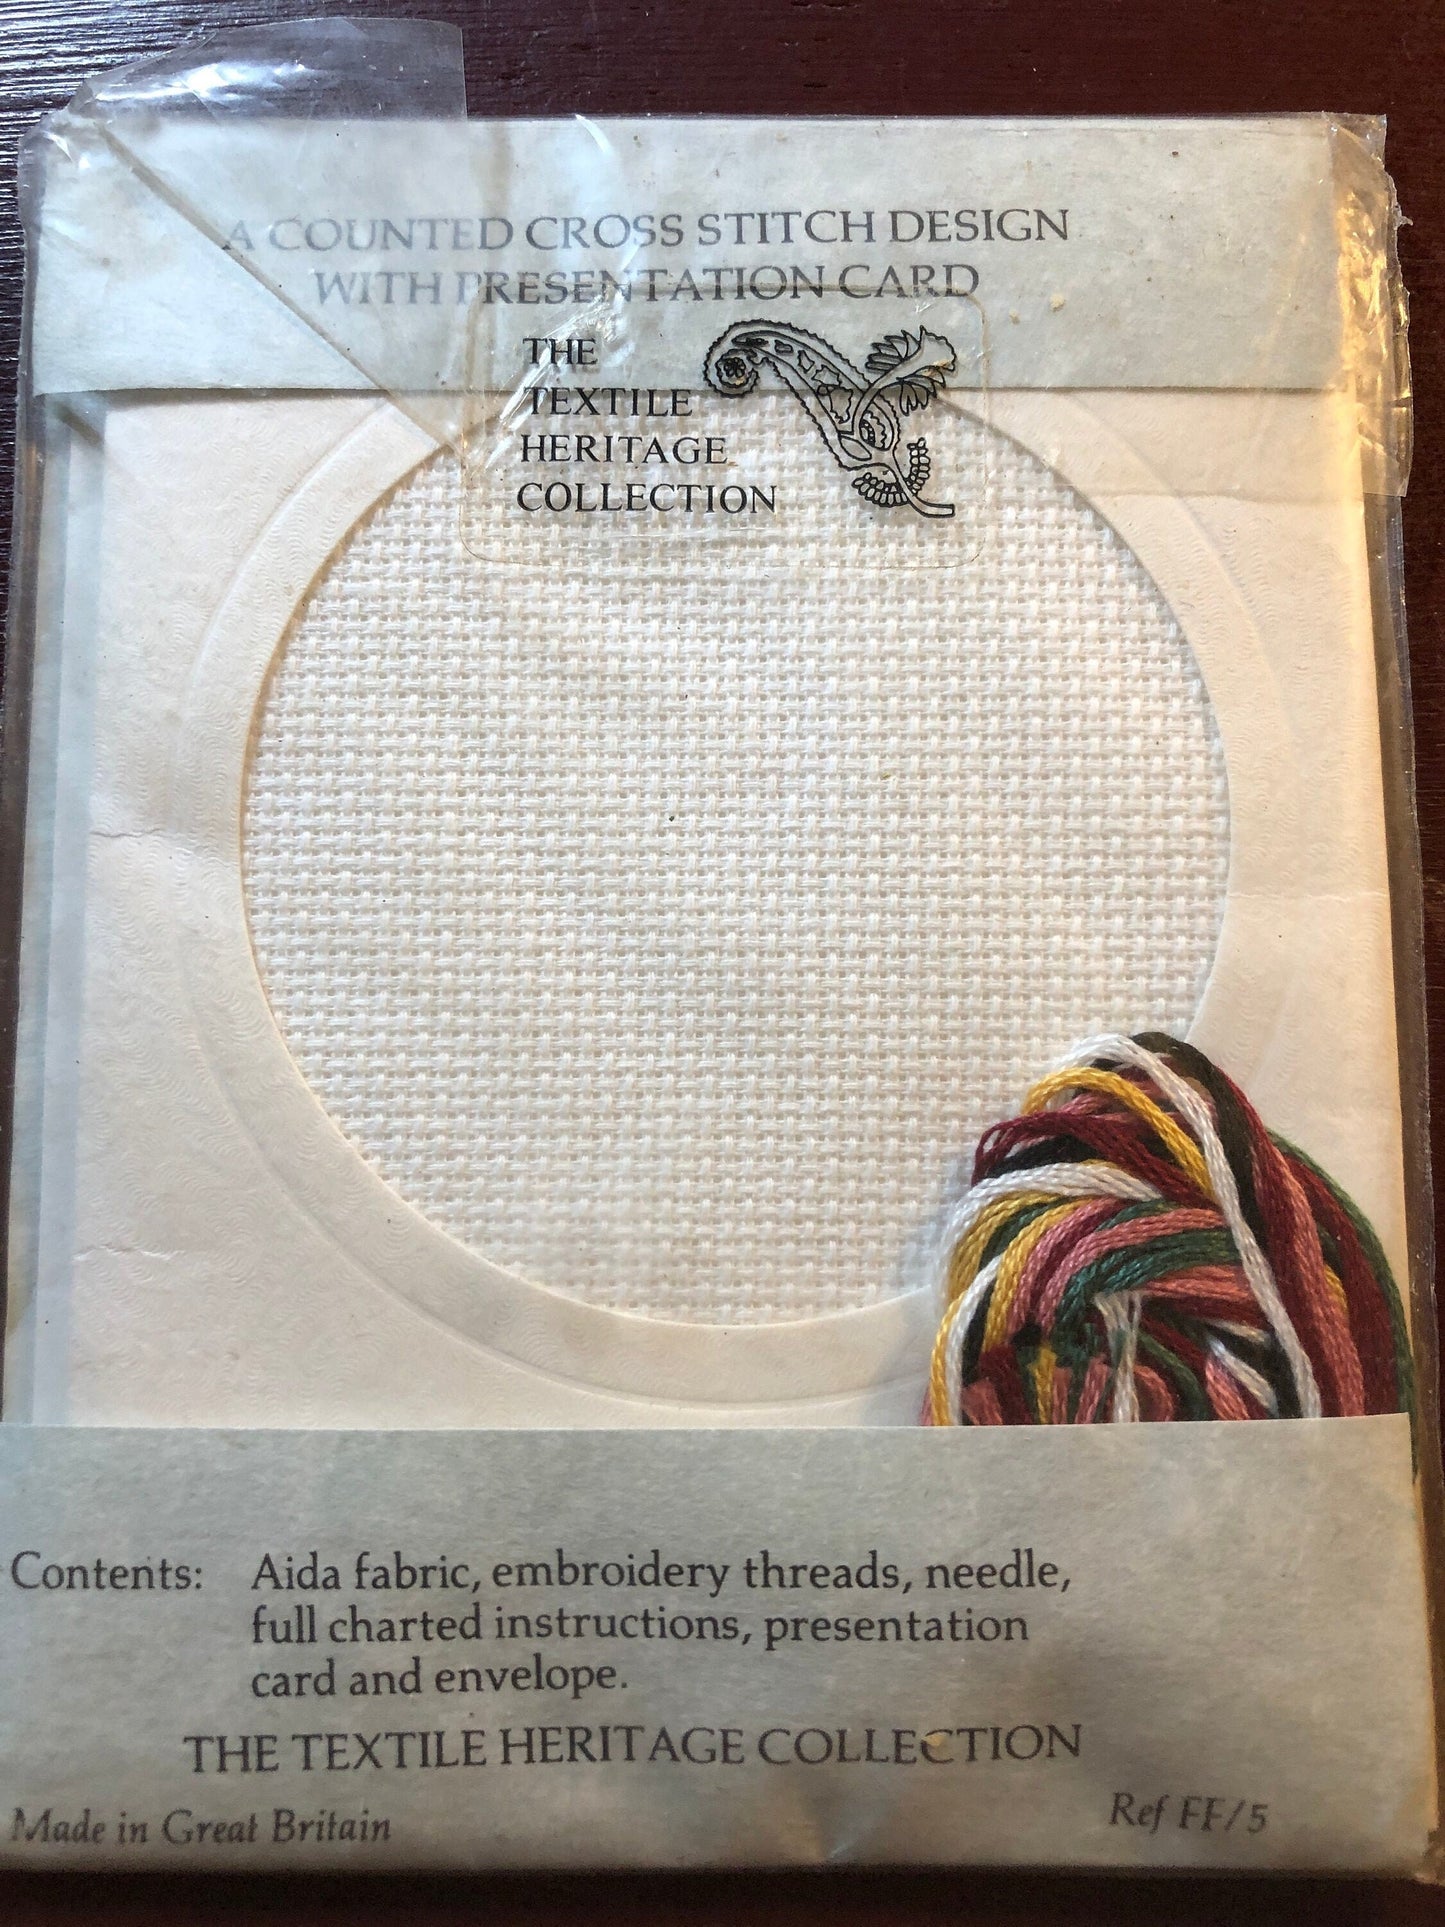 A COUNTED CROSS STITCH DESIGN
WITH PRESENTATION CARD
THE
TEXTILE
HERITAGE
COLLECTION
Contents: Aida fabric, embroidery threads, needle,
full charted instructions, presentation
card and envelope.
THE TEXTILE HERITAGE COLLECTION
Made in Great Britain
Ref FF/5